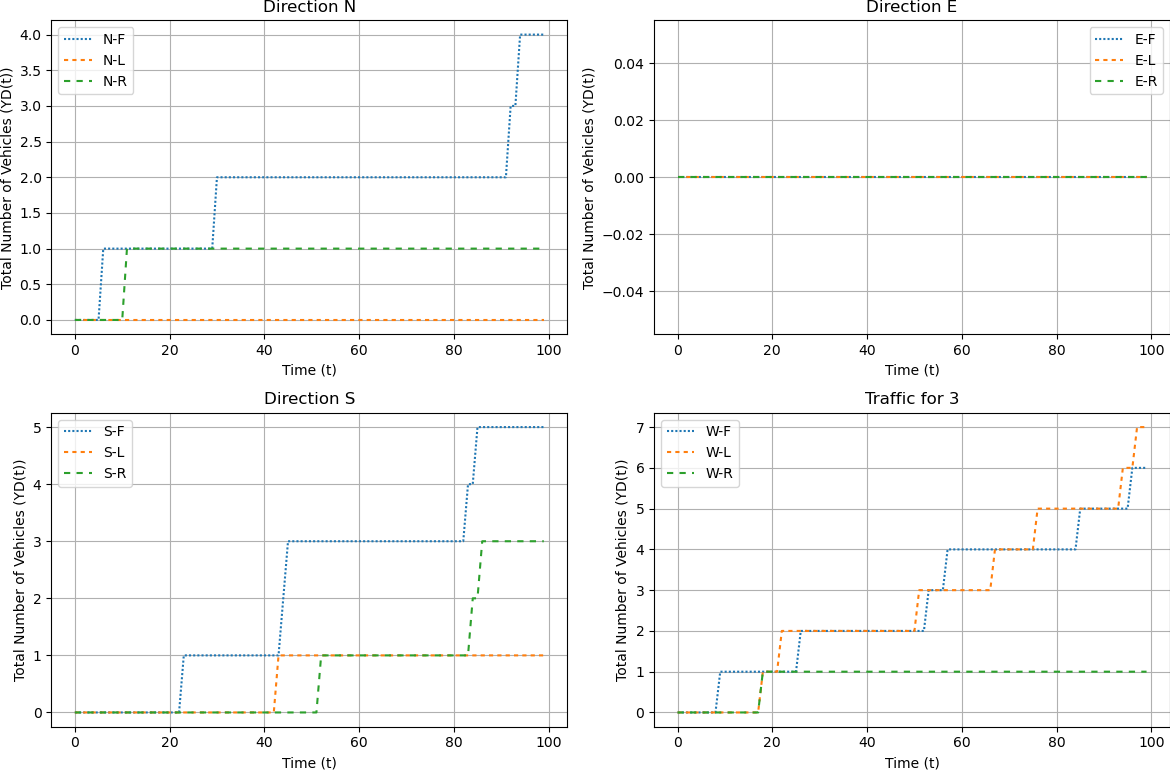 Direction N
Total Number of Vehicles (YD(t))
4.0
3.5
3.0
2.5
2.0
1.5
1.0
0.5
0.0
N-F
N-L
N-R
0 20 40 60 80 100
Time (t)
Direction E
Total Number of Vehicles (YD(t))
0.04
0.02
0.00
−0.02
−0.04
E-F
E-L
E-R
0 20 40 60 80 100
Time (t)
Direction S
Total Number of Vehicles (YD(t))
5
4
3
2
1
0
S-F
S-L
S-R
0 20 40 60 80 100
Time (t)
Traffic for 3
Total Number of Vehicles (YD(t))
7
6
5
4
3
2
1
0
W-F
W-L
W-R
0 20 40 60 80 100
Time (t)